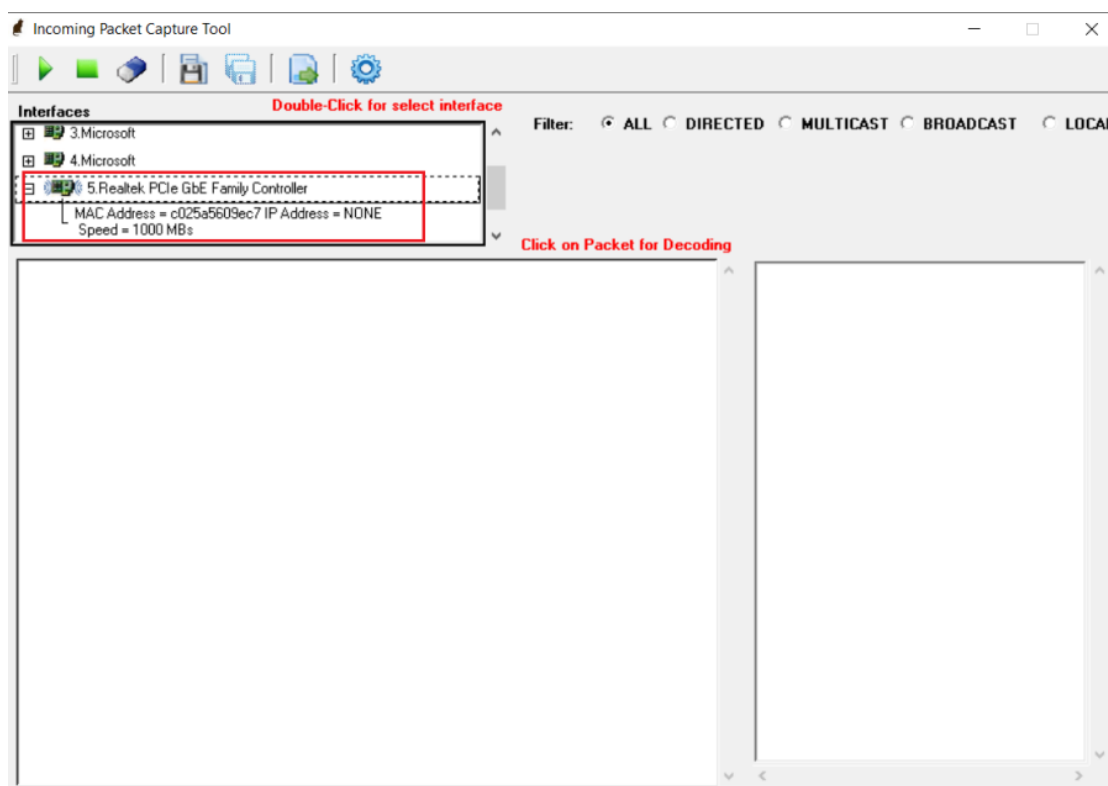 Incoming Packet Capture Tool
Interfaces
Double-Click for select interface
Filter: ALL DIRECTED MULTICAST BROADCAST LOCAL
3.Microsoft
4.Microsoft
5.Realtek PCIe GbE Family Controller
MAC Address = c025a5609ec7 IP Address = NONE
Speed = 1000 MBs
Click on Packet for Decoding